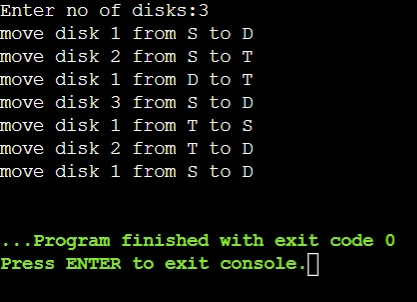 Enter no of disks:3
move disk 1 from S to D
move disk 2 from S to T
move disk 1 from D to T
move disk 3 from S to D
move disk 1 from T to S
move disk 2 from T to D
move disk 1 from S to D
...Program finished with exit code 0
Press ENTER to exit console.